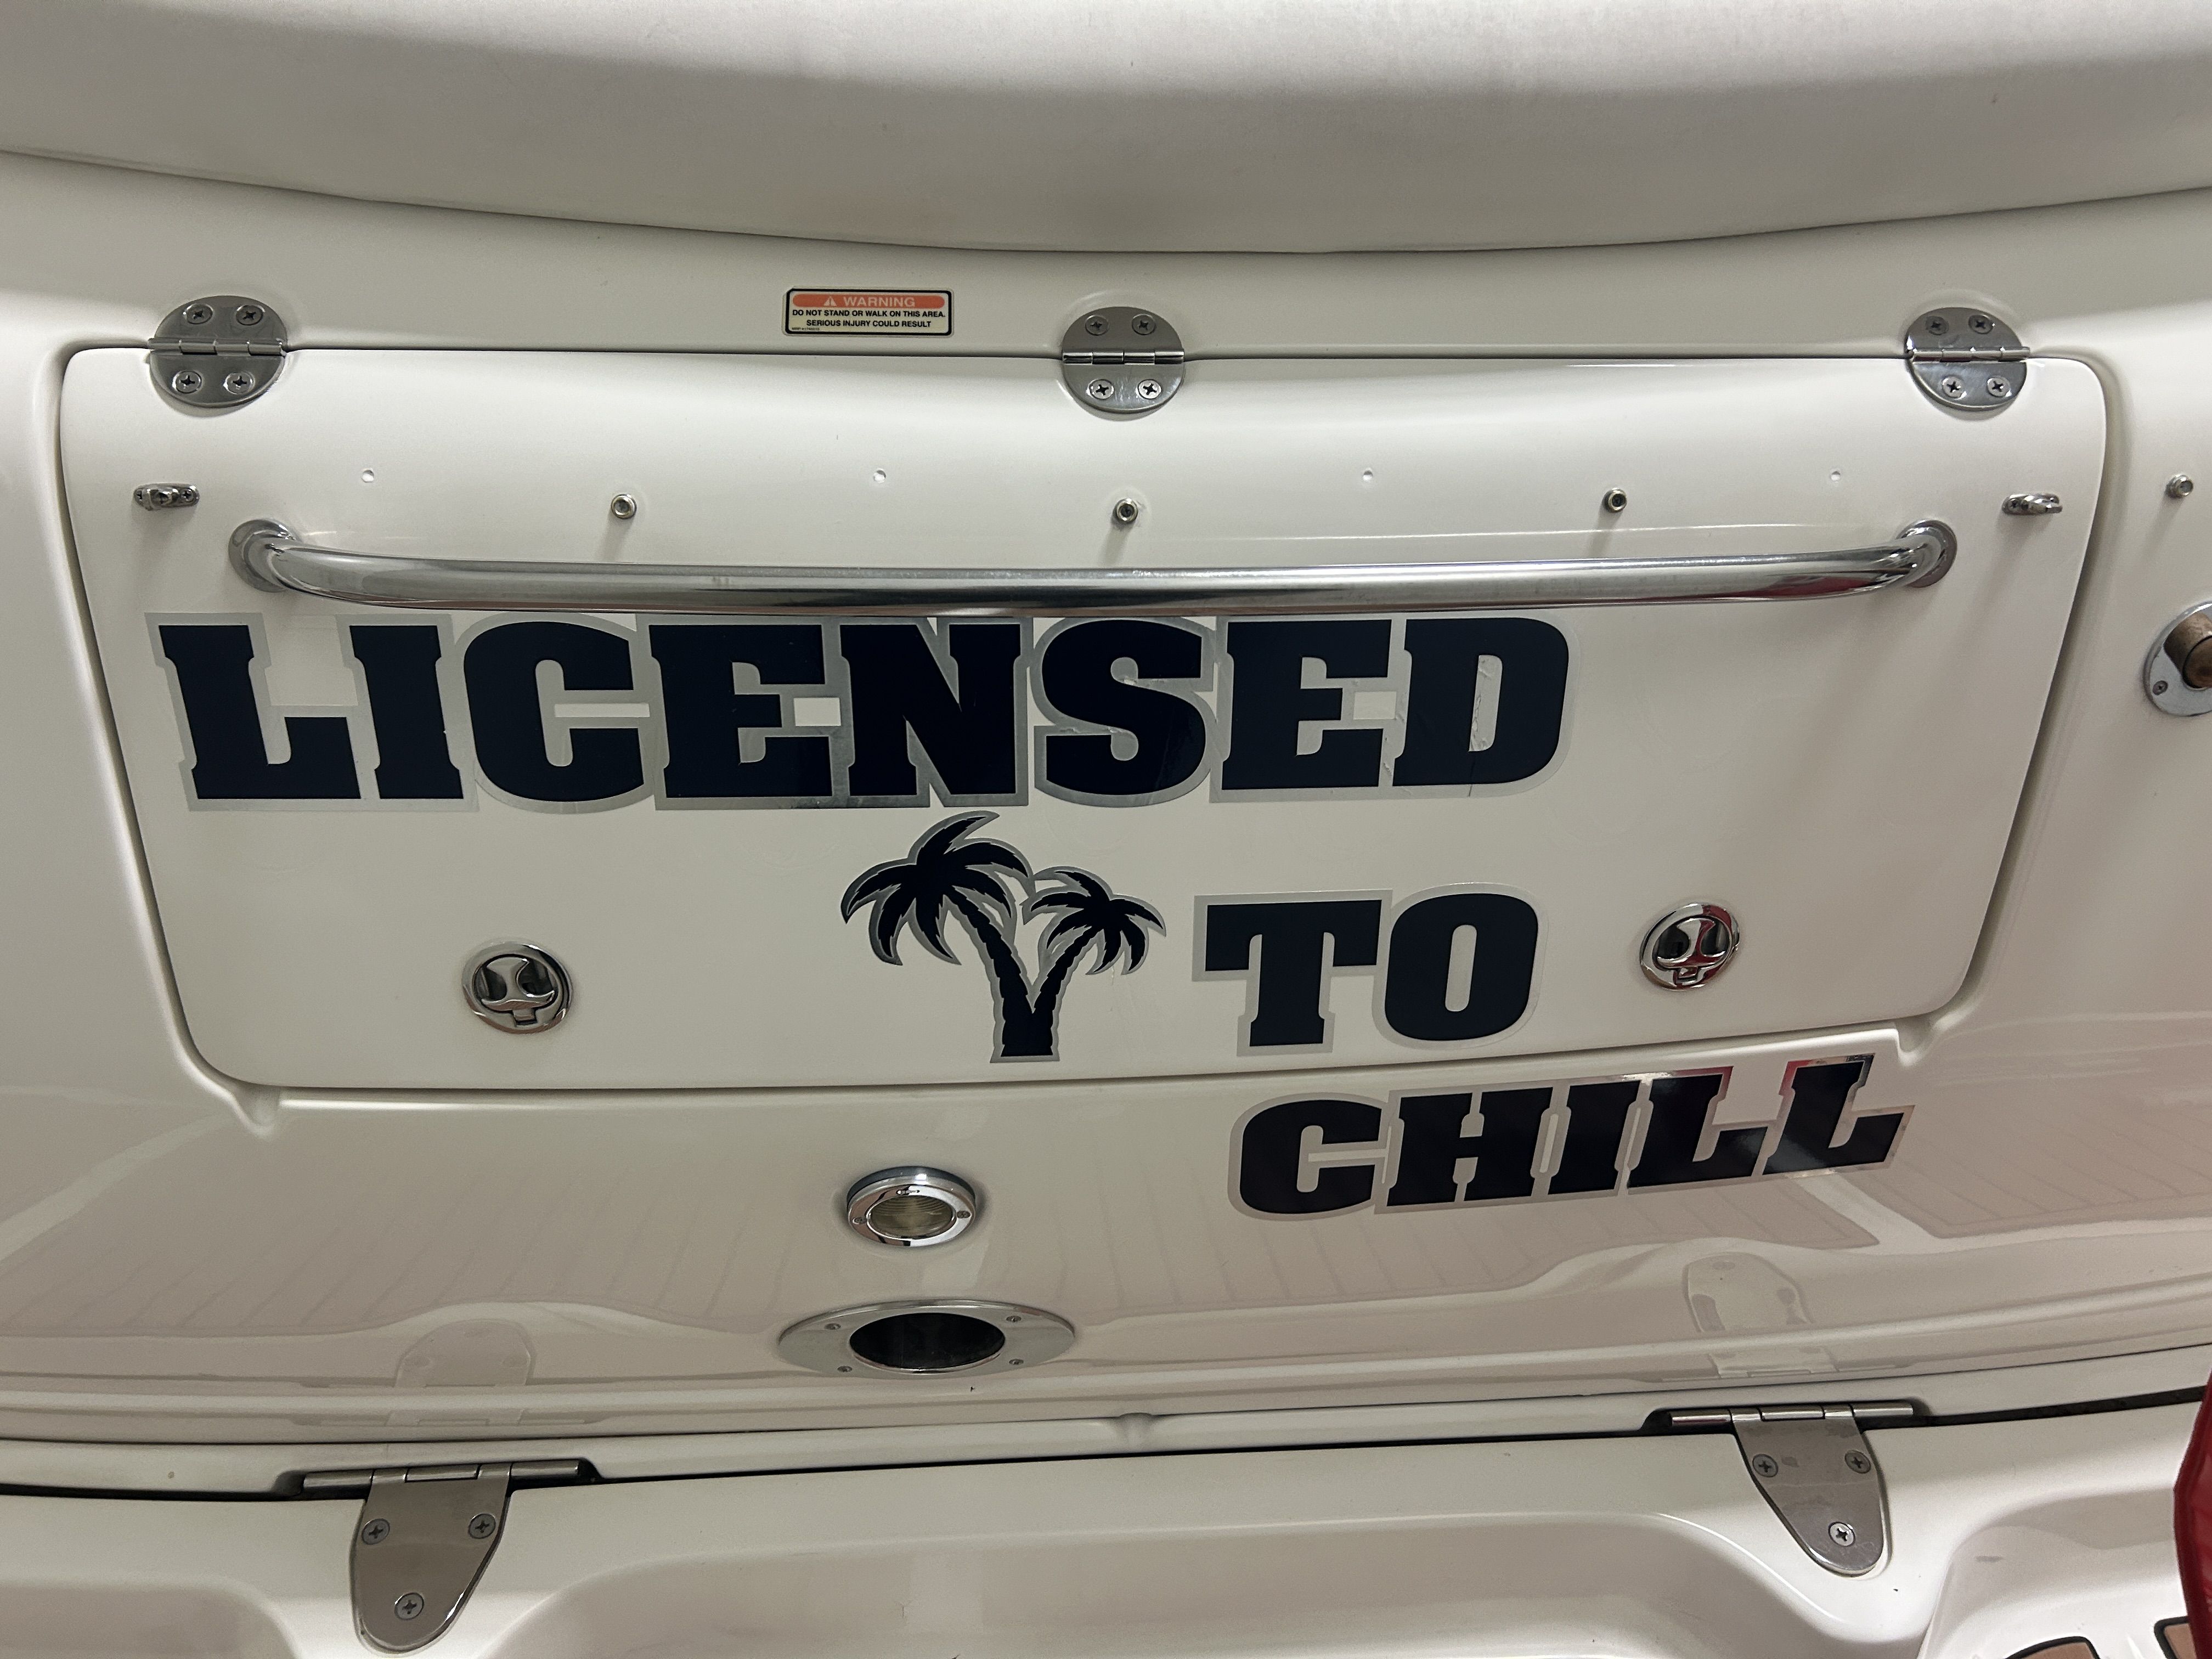 WARNING
DO NOT STAND OR WALK ON THIS AREA.
SERIOUS INJURY COULD RESULT
LICENSED
TO
CHILL